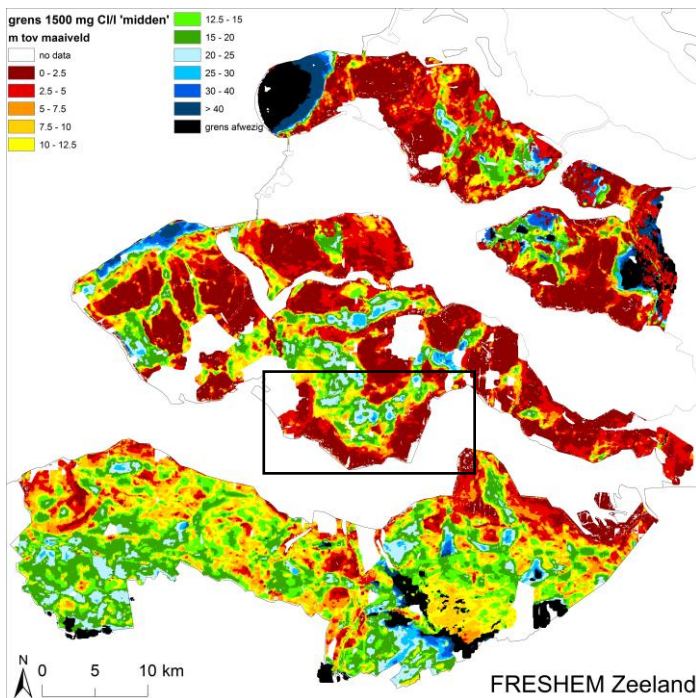 grens 1500 mg Cl/l 'midden'
m tov maaiveld
no data
0 - 2.5
2.5 - 5
5 - 7.5
7.5 - 10
10 - 12.5
12.5 - 15
15 - 20
20 - 25
25 - 30
30 - 40
> 40
grens afwezig
N
0 5 10 km
FRESHEM Zeeland